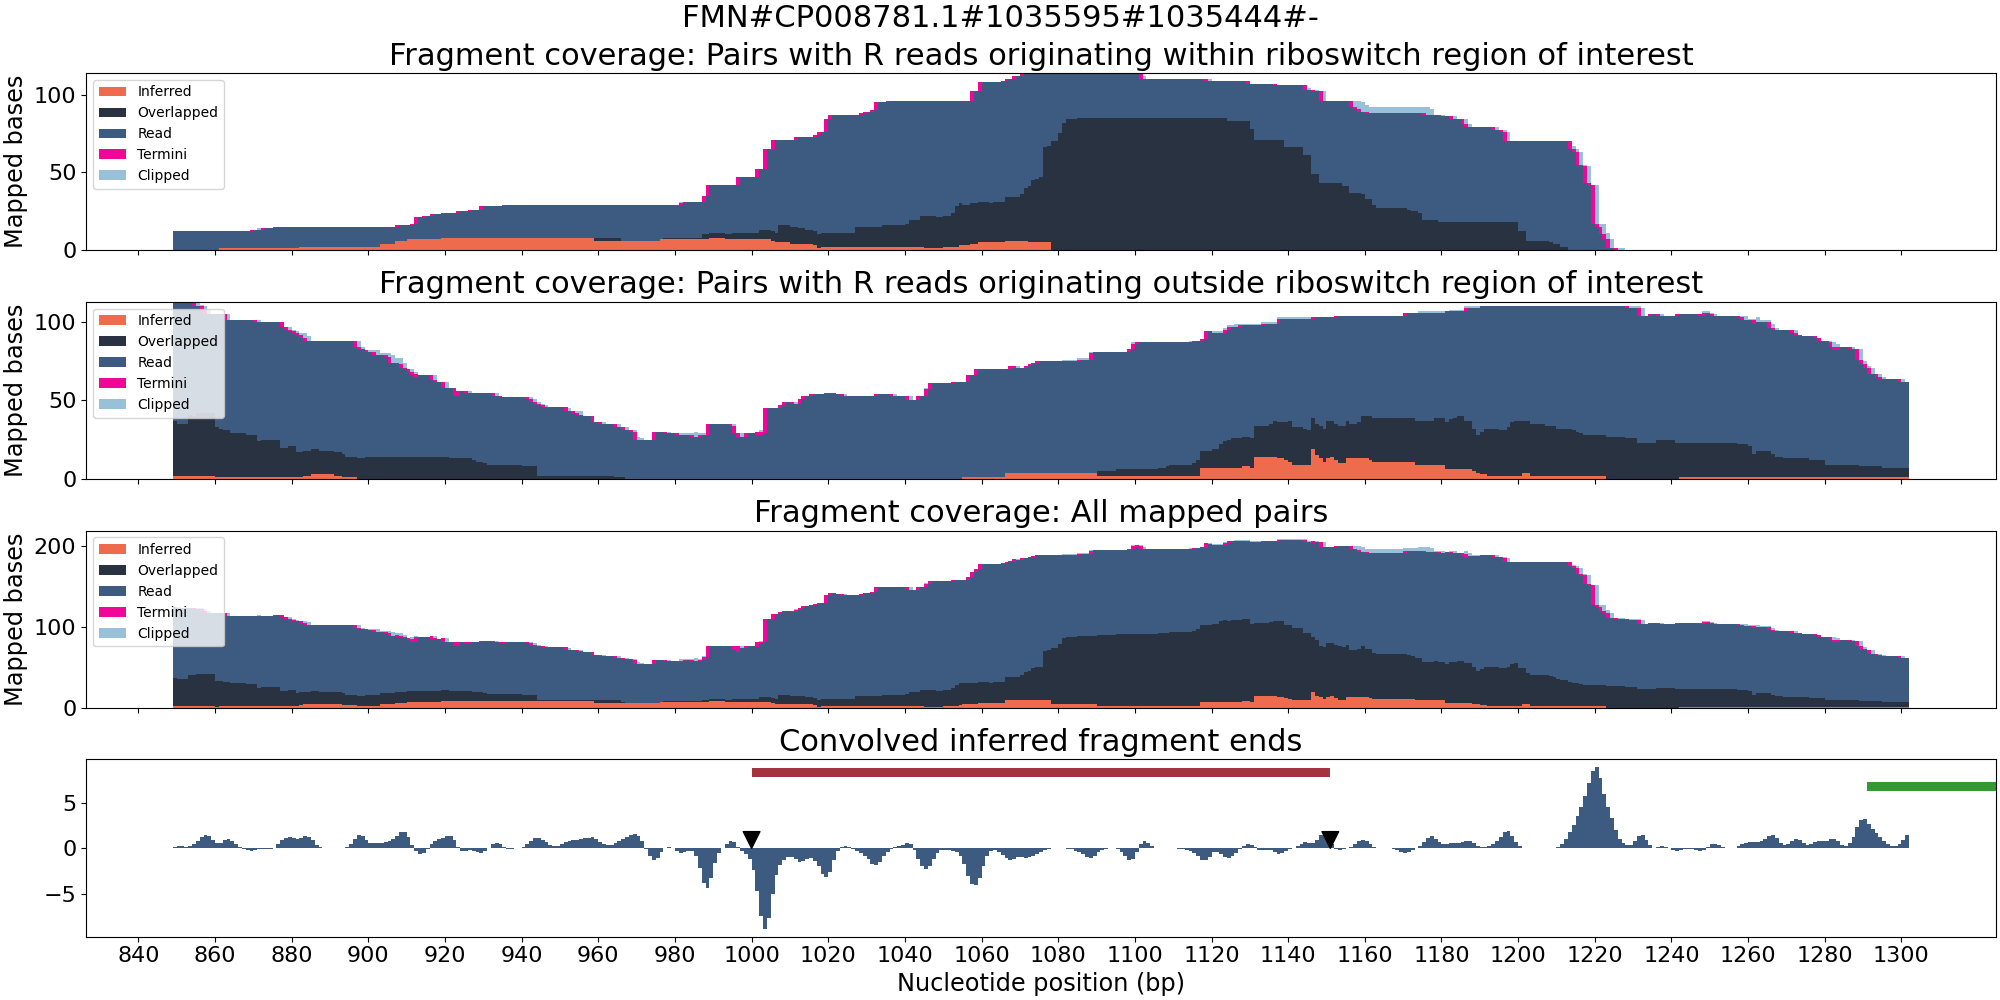 FMN#CP008781.1#1035595#1035444#-
Fragment coverage: Pairs with R reads originating within riboswitch region of interest
Mapped bases
100
50
0
Inferred
Overlapped
Read
Termini
Clipped
Fragment coverage: Pairs with R reads originating outside riboswitch region of interest
Mapped bases
100
50
0
Inferred
Overlapped
Read
Termini
Clipped
Fragment coverage: All mapped pairs
Mapped bases
200
100
0
Inferred
Overlapped
Read
Termini
Clipped
Convolved inferred fragment ends
5
0
−5
840 860 880 900 920 940 960 980 1000 1020 1040 1060 1080 1100 1120 1140 1160 1180 1200 1220 1240 1260 1280 1300
Nucleotide position (bp)